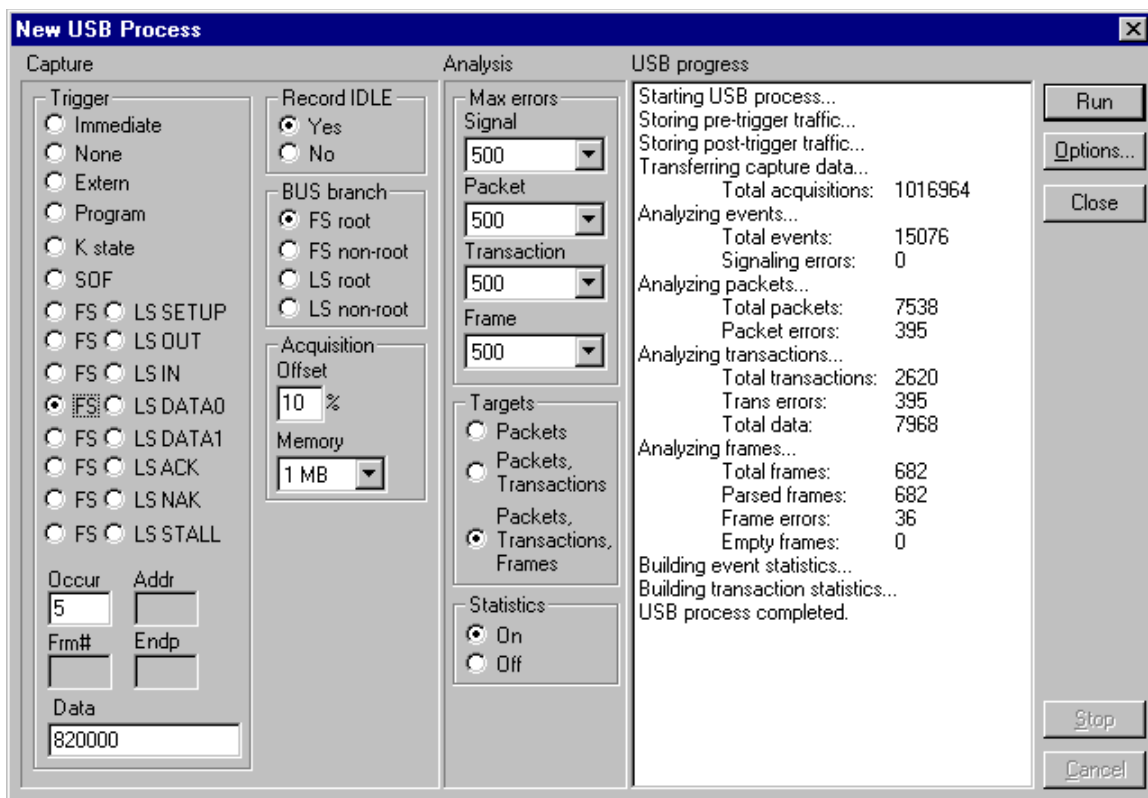 New USB Process
Capture
Trigger
Immediate
None
Extern
Program
K state
SOF
FS LS SETUP
FS LS OUT
FS LS IN
FS LS DATA0
FS LS DATA1
FS LS ACK
FS LS NAK
FS LS STALL
Occur Addr
5
Frm# Endp
Data
820000
Record IDLE
Yes
No
BUS branch
FS root
FS non-root
LS root
LS non-root
Acquisition
Offset
10 %
Memory
1 MB
Analysis
Max errors
Signal
500
Packet
500
Transaction
500
Frame
500
Targets
Packets
Packets,
Transactions
Packets,
Transactions,
Frames
Statistics
On
Off
USB progress
Starting USB process...
Storing pre-trigger traffic...
Storing post-trigger traffic...
Transferring capture data...
Total acquisitions: 1016964
Analyzing events...
Total events: 15076
Signaling errors: 0
Analyzing packets...
Total packets: 7538
Packet errors: 395
Analyzing transactions...
Total transactions: 2620
Trans errors: 395
Total data: 7968
Analyzing frames...
Total frames: 682
Parsed frames: 682
Frame errors: 36
Empty frames: 0
Building event statistics...
Building transaction statistics...
USB process completed.
Run
Options...
Close
Stop
Cancel